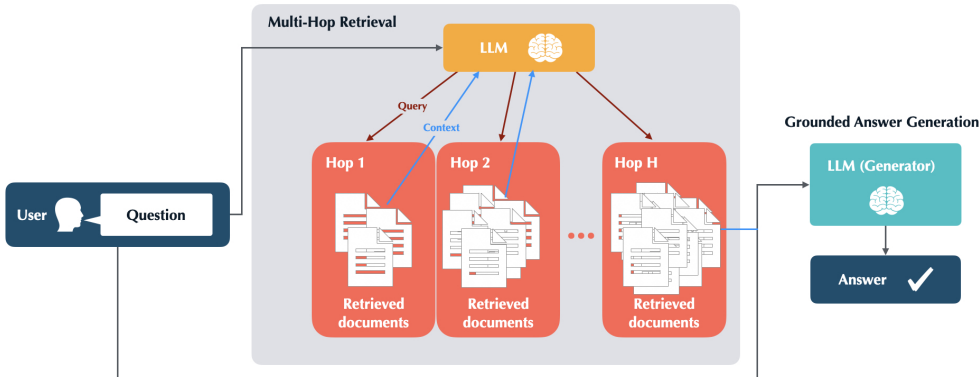 Multi-Hop Retrieval
LLM
Query
Context
Hop 1
Hop 2
Hop H
Retrieved
documents
Retrieved
documents
Retrieved
documents
User
Question
Grounded Answer Generation
LLM (Generator)
Answer